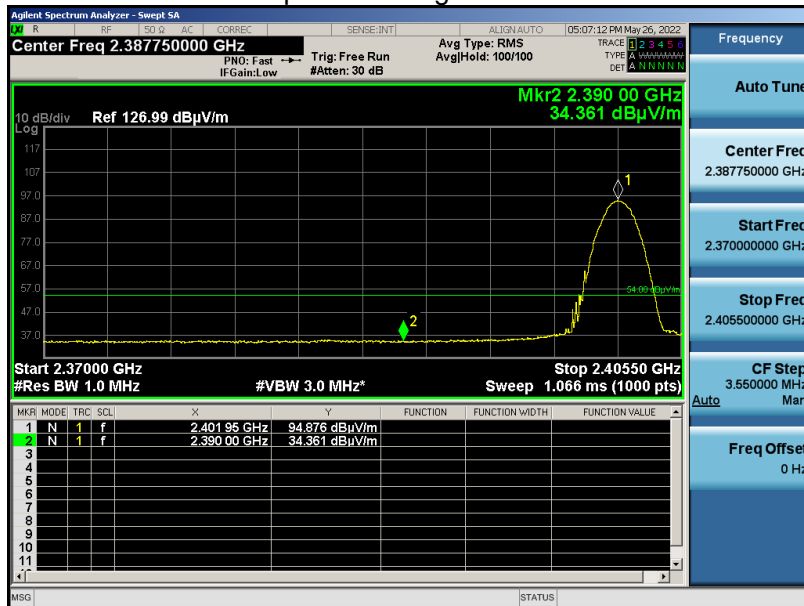 Agilent Spectrum Analyzer - Swept SA
LXI R RF 50 Ω AC CORREC SENSE:INT ALIGN AUTO 05:07:12 PM May 26, 2022
Center Freq 2.387750000 GHz
PNO: Fast
IFGain:Low
Trig: Free Run
#Atten: 30 dB
Avg Type: RMS
Avg|Hold: 100/100
TRACE 1 2 3 4 5 6
TYPE A WWWWW
DET A N N N N N
Mkr2 2.390 00 GHz
34.361 dBµV/m
10 dB/div Ref 126.99 dBµV/m
Log
117
107
97.0
87.0
77.0
67.0
57.0
47.0
37.0
1
54.00 dBµV/m
2
Start 2.37000 GHz Stop 2.40550 GHz
#Res BW 1.0 MHz #VBW 3.0 MHz* Sweep 1.066 ms (1000 pts)
MKR MODE TRC SCL X Y FUNCTION FUNCTION WIDTH FUNCTION VALUE
1 N 1 f 2.401 95 GHz 94.876 dBµV/m
2 N 1 f 2.390 00 GHz 34.361 dBµV/m
3
4
5
6
7
8
9
10
11
MSG STATUS
Frequency
Auto Tune
Center Freq
2.387750000 GHz
Start Freq
2.370000000 GHz
Stop Freq
2.405500000 GHz
CF Step
3.550000 MHz
Auto Man
Freq Offset
0 Hz